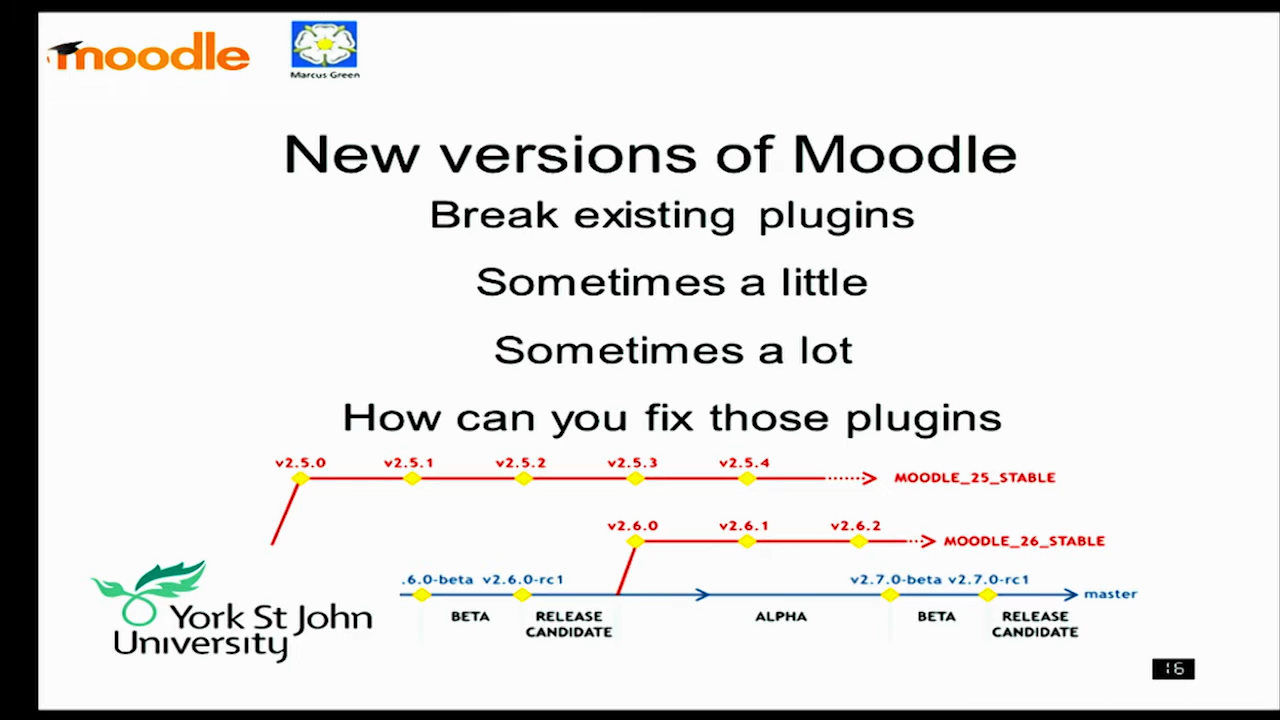 moodle
Marcus Green
New versions of Moodle
Break existing plugins
Sometimes a little
Sometimes a lot
How can you fix those plugins
v2.5.0 v2.5.1 v2.5.2 v2.5.3 v2.5.4
MOODLE_25_STABLE
v2.6.0 v2.6.1 v2.6.2
MOODLE_26_STABLE
.6.0-beta v2.6.0-rc1 v2.7.0-beta v2.7.0-rc1
master
BETA RELEASE CANDIDATE ALPHA BETA RELEASE CANDIDATE
York St John
University
16